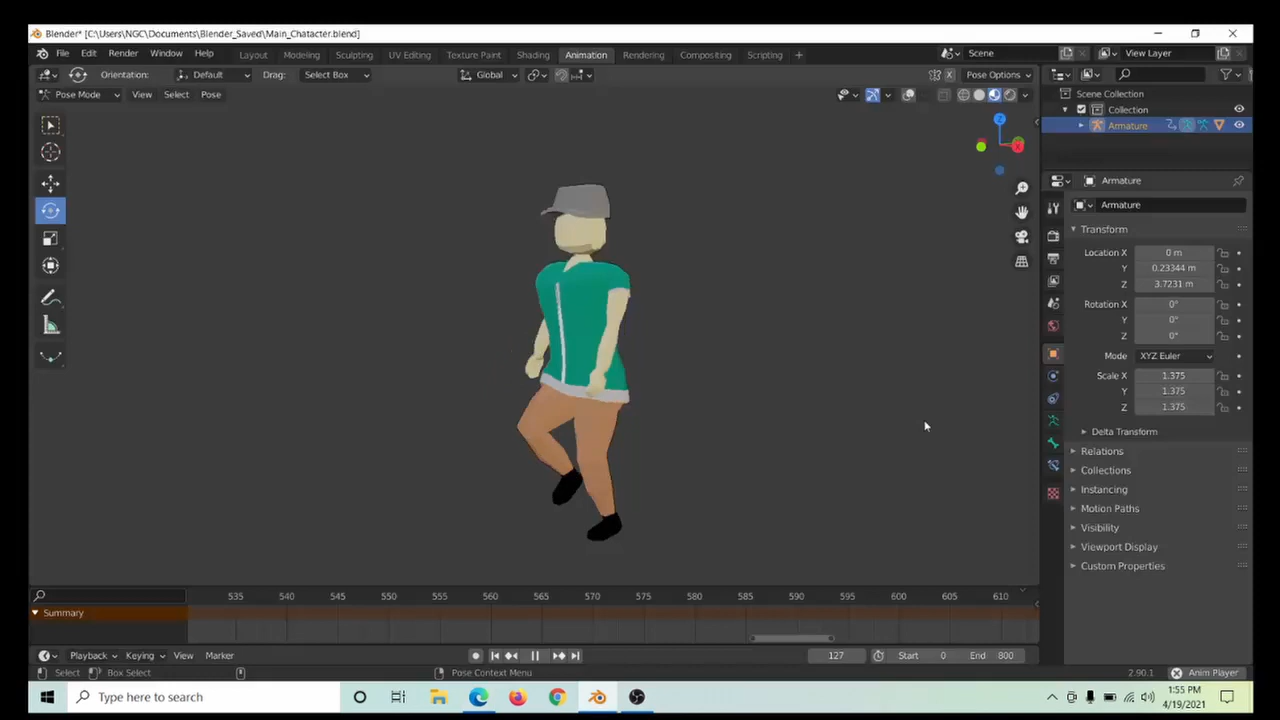 Blender* [C:\Users\NGC\Documents\Blender_Saved\Main_Chatacter.blend]
File Edit Render Window Help Layout Modeling Sculpting UV Editing Texture Paint Shading Animation Rendering Compositing Scripting + Scene View Layer
Orientation: Default Drag: Select Box Global Pose Options
Pose Mode View Select Pose
Scene Collection
Collection
Armature
Z
X
Armature
Armature
Transform
Location X 0 m
Y 0.23344 m
Z 3.7231 m
Rotation X 0°
Y 0°
Z 0°
Mode XYZ Euler
Scale X 1.375
Y 1.375
Z 1.375
Delta Transform
Relations
Collections
Instancing
Motion Paths
Visibility
Viewport Display
Custom Properties
535 540 545 550 555 560 565 570 575 580 585 590 595 600 605 610
Summary
Playback Keying View Marker 127 Start 0 End 800
Select Box Select Pose Context Menu 2.90.1 Anim Player
Type here to search
1:55 PM
4/19/2021